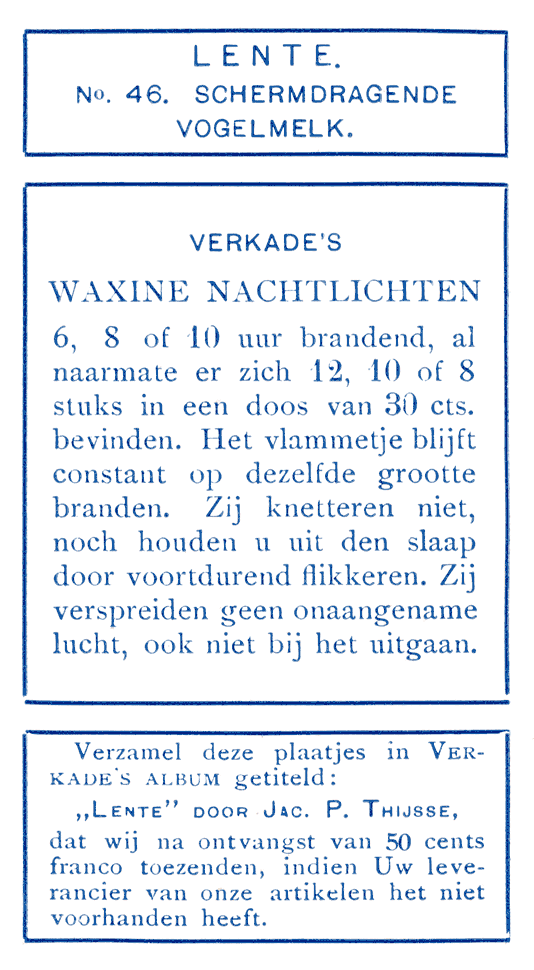 LENTE.
No. 46. SCHERMDRAGENDE
VOGELMELK.
VERKADE'S
WAXINE NACHTLICHTEN
6, 8 of 10 uur brandend, al
naarmate er zich 12, 10 of 8
stuks in een doos van 30 cts.
bevinden. Het vlammetje blijft
constant op dezelfde grootte
branden. Zij knetteren niet,
noch houden u uit den slaap
door voortdurend flikkeren. Zij
verspreiden geen onaangename
lucht, ook niet bij het uitgaan.
Verzamel deze plaatjes in VER-
KADE'S ALBUM getiteld:
„LENTE” DOOR JAC. P. THIJSSE,
dat wij na ontvangst van 50 cents
franco toezenden, indien Uw leve-
rancier van onze artikelen het niet
voorhanden heeft.